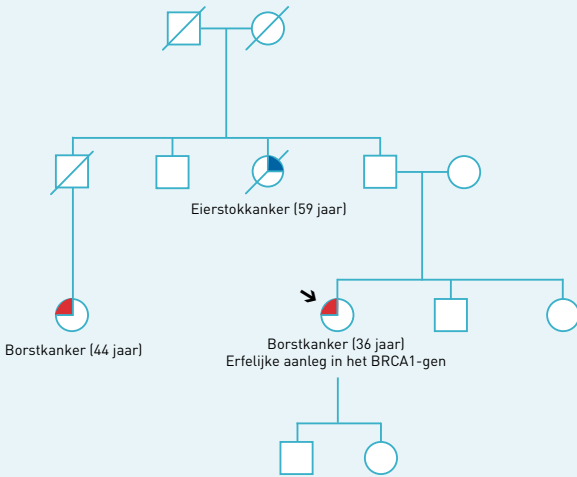 Eierstokkanker (59 jaar)
Borstkanker (44 jaar)
Borstkanker (36 jaar)
Erfelijke aanleg in het BRCA1-gen